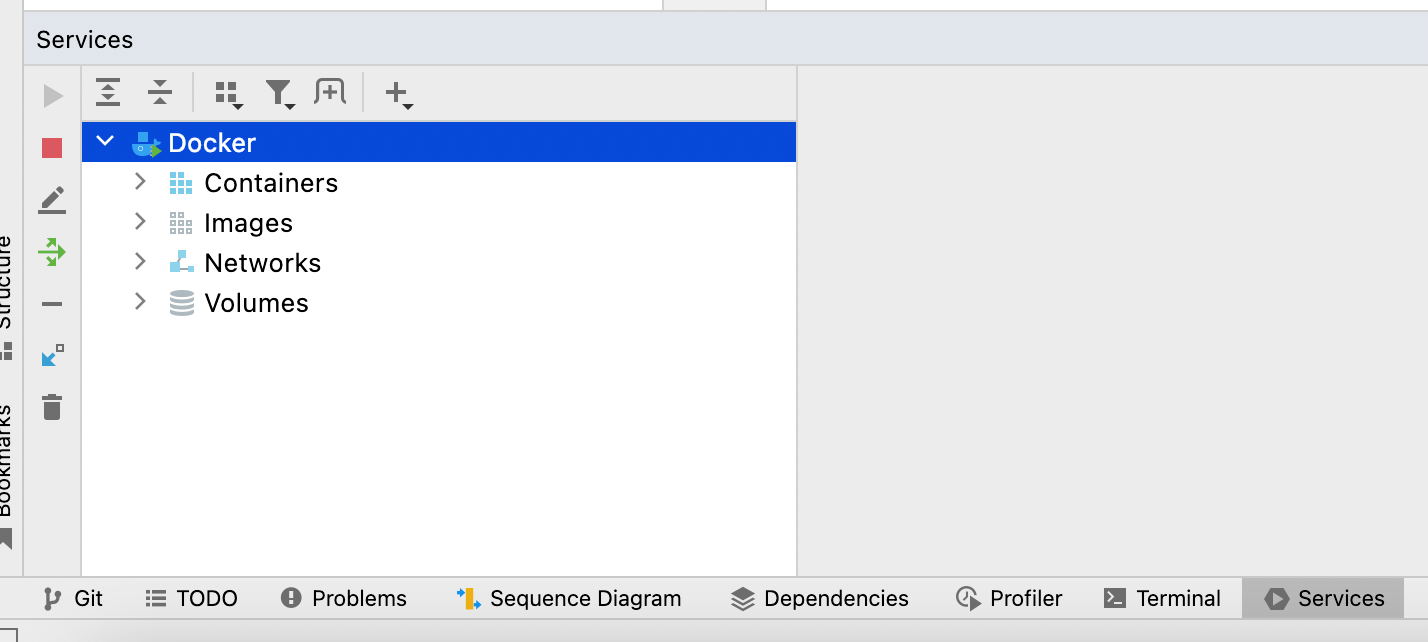 Services
Docker
Containers
Images
Networks
Volumes
Structure
Bookmarks
Git
TODO
Problems
Sequence Diagram
Dependencies
Profiler
Terminal
Services